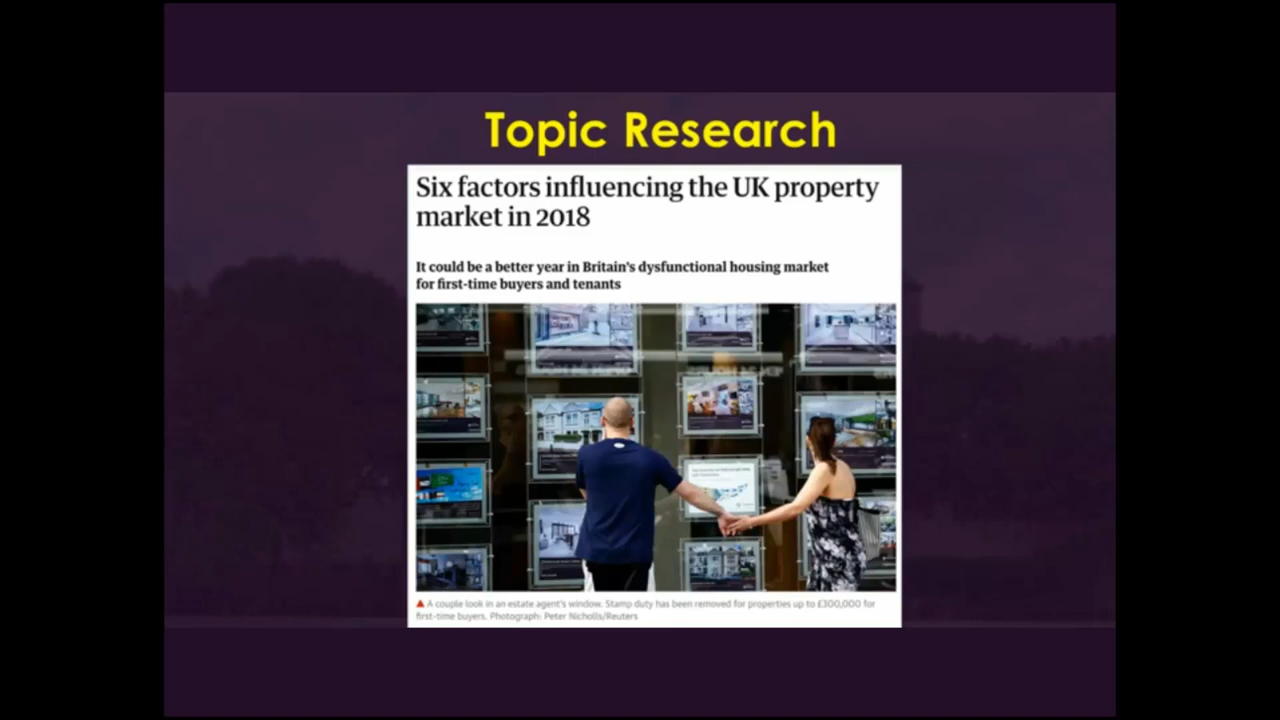 Topic Research
Six factors influencing the UK property
market in 2018
It could be a better year in Britain's dysfunctional housing market
for first-time buyers and tenants
A couple look in an estate agent's window. Stamp duty has been removed for properties up to £300,000 for
first-time buyers. Photograph: Peter Nicholls/Reuters